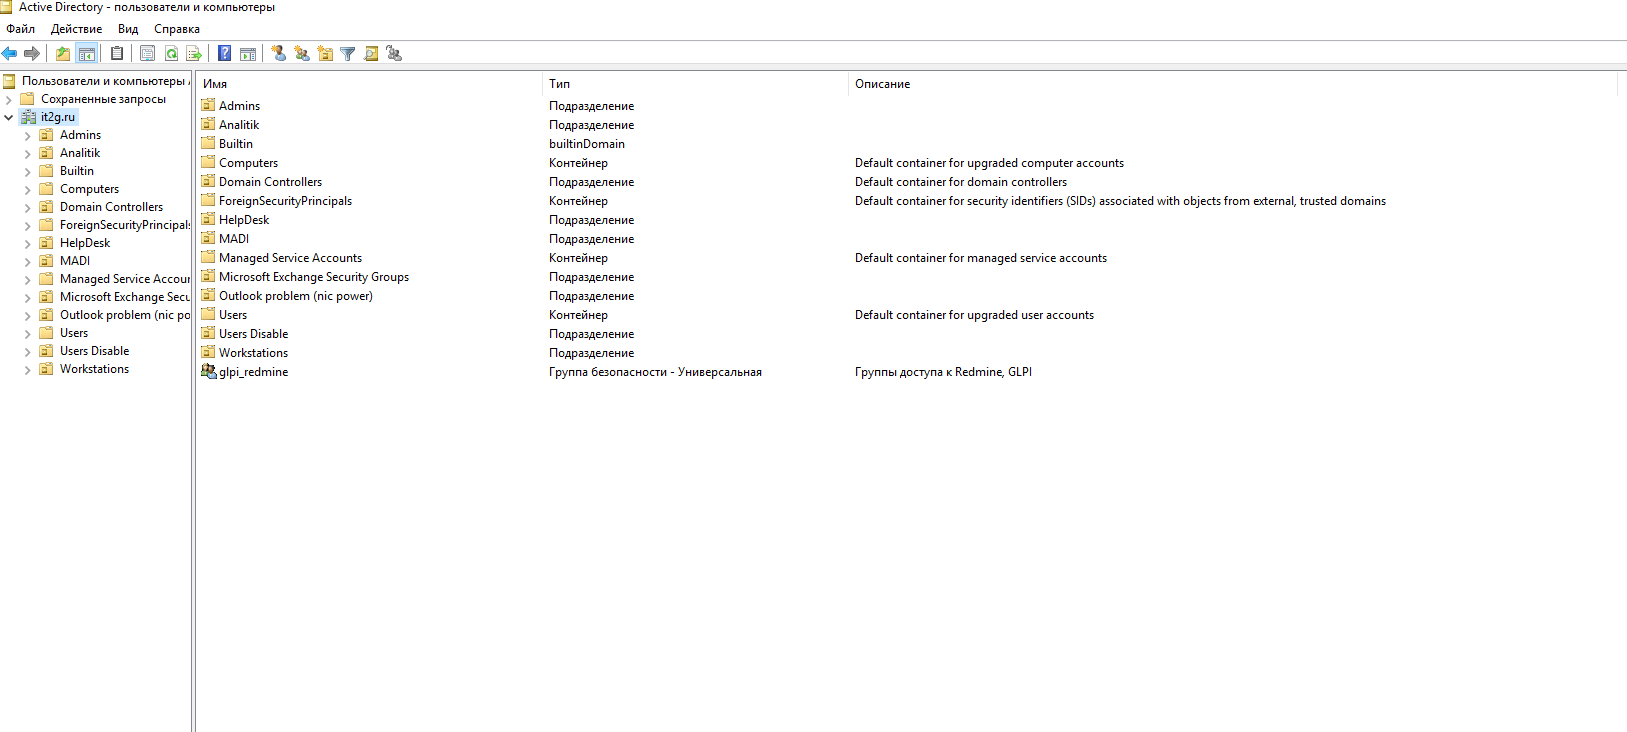 Active Directory - пользователи и компьютеры
Файл Действие Вид Справка
Пользователи и компьютеры
Сохраненные запросы
it2g.ru
Admins
Analitik
Builtin
Computers
Domain Controllers
ForeignSecurityPrincipals
HelpDesk
MADI
Managed Service Accour
Microsoft Exchange Secu
Outlook problem (nic po
Users
Users Disable
Workstations
Имя Тип Описание
Admins Подразделение
Analitik Подразделение
Builtin builtinDomain
Computers Контейнер Default container for upgraded computer accounts
Domain Controllers Подразделение Default container for domain controllers
ForeignSecurityPrincipals Контейнер Default container for security identifiers (SIDs) associated with objects from external, trusted domains
HelpDesk Подразделение
MADI Подразделение
Managed Service Accounts Контейнер Default container for managed service accounts
Microsoft Exchange Security Groups Подразделение
Outlook problem (nic power) Подразделение
Users Контейнер Default container for upgraded user accounts
Users Disable Подразделение
Workstations Подразделение
glpi_redmine Группа безопасности - Универсальная Группы доступа к Redmine, GLPI